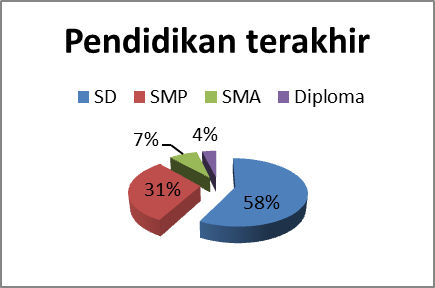 Pendidikan terakhir
SD SMP SMA Diploma
4%
7%
31%
58%